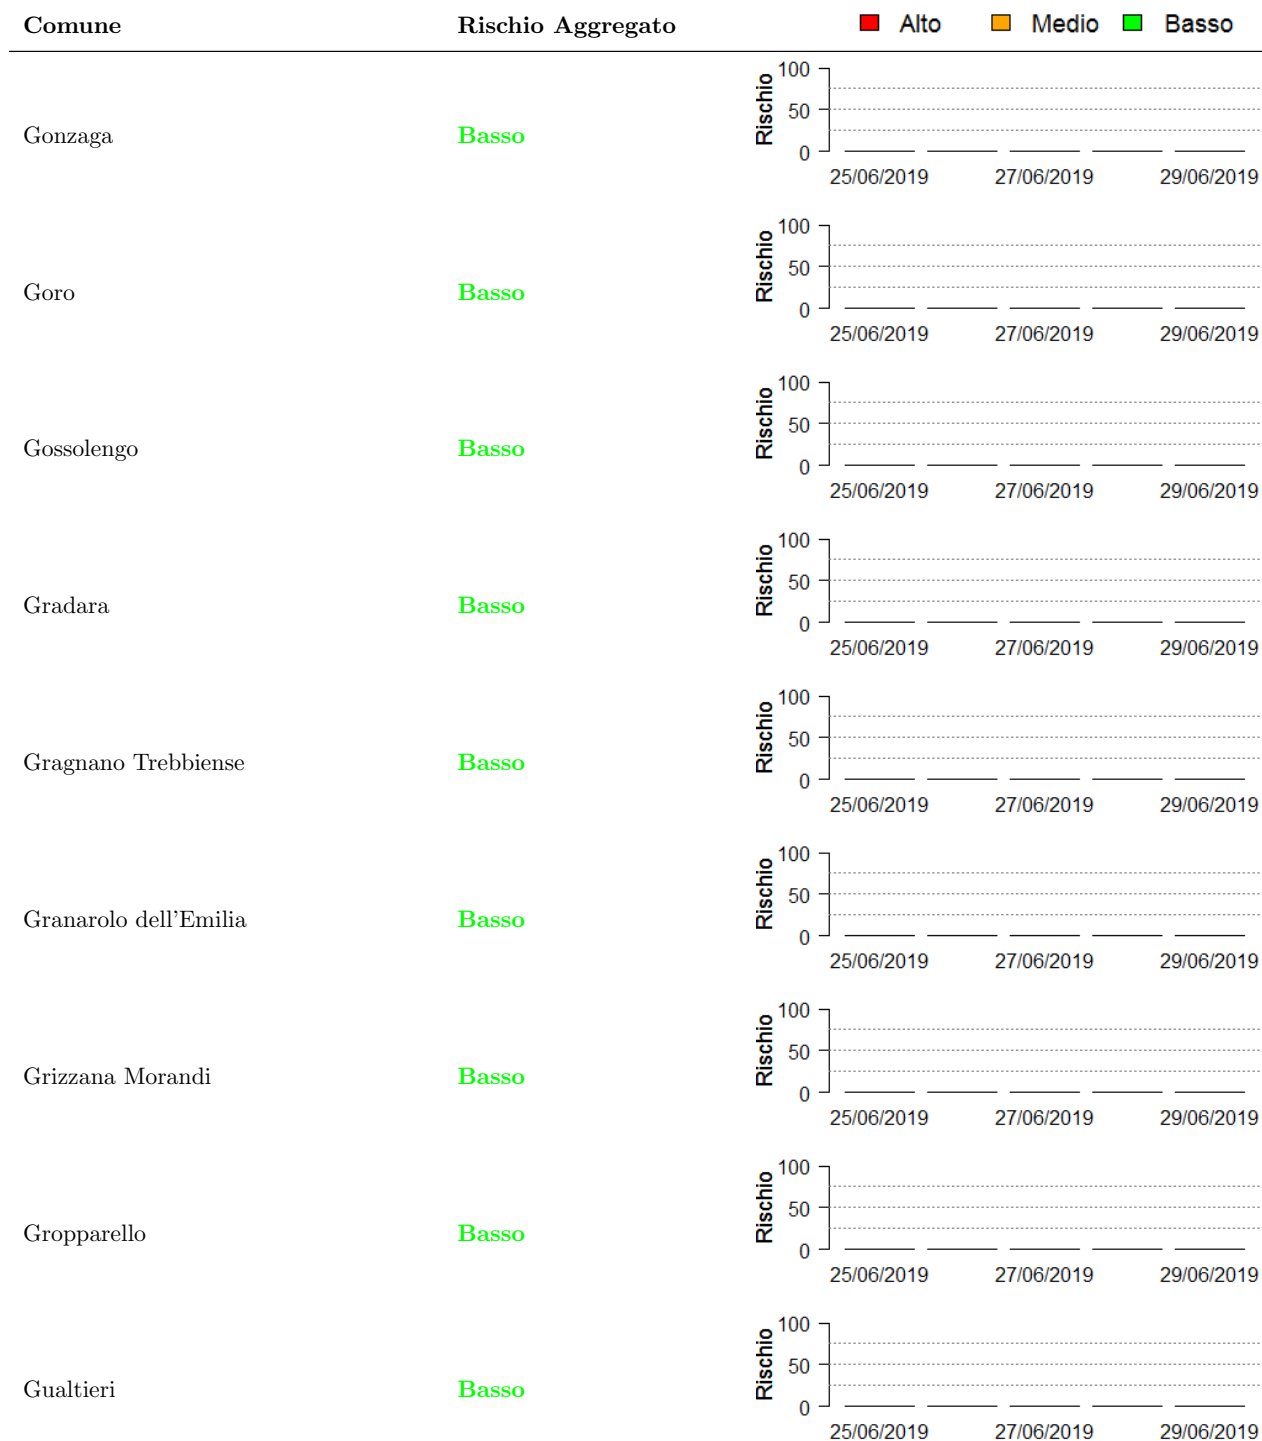 Comune Rischio Aggregato Alto Medio Basso
Gonzaga Basso
Rischio
100
50
0
25/06/2019 27/06/2019 29/06/2019
Goro Basso
Rischio
100
50
0
25/06/2019 27/06/2019 29/06/2019
Gossolengo Basso
Rischio
100
50
0
25/06/2019 27/06/2019 29/06/2019
Gradara Basso
Rischio
100
50
0
25/06/2019 27/06/2019 29/06/2019
Gragnano Trebbiense Basso
Rischio
100
50
0
25/06/2019 27/06/2019 29/06/2019
Granarolo dell'Emilia Basso
Rischio
100
50
0
25/06/2019 27/06/2019 29/06/2019
Grizzana Morandi Basso
Rischio
100
50
0
25/06/2019 27/06/2019 29/06/2019
Gropparello Basso
Rischio
100
50
0
25/06/2019 27/06/2019 29/06/2019
Gualtieri Basso
Rischio
100
50
0
25/06/2019 27/06/2019 29/06/2019